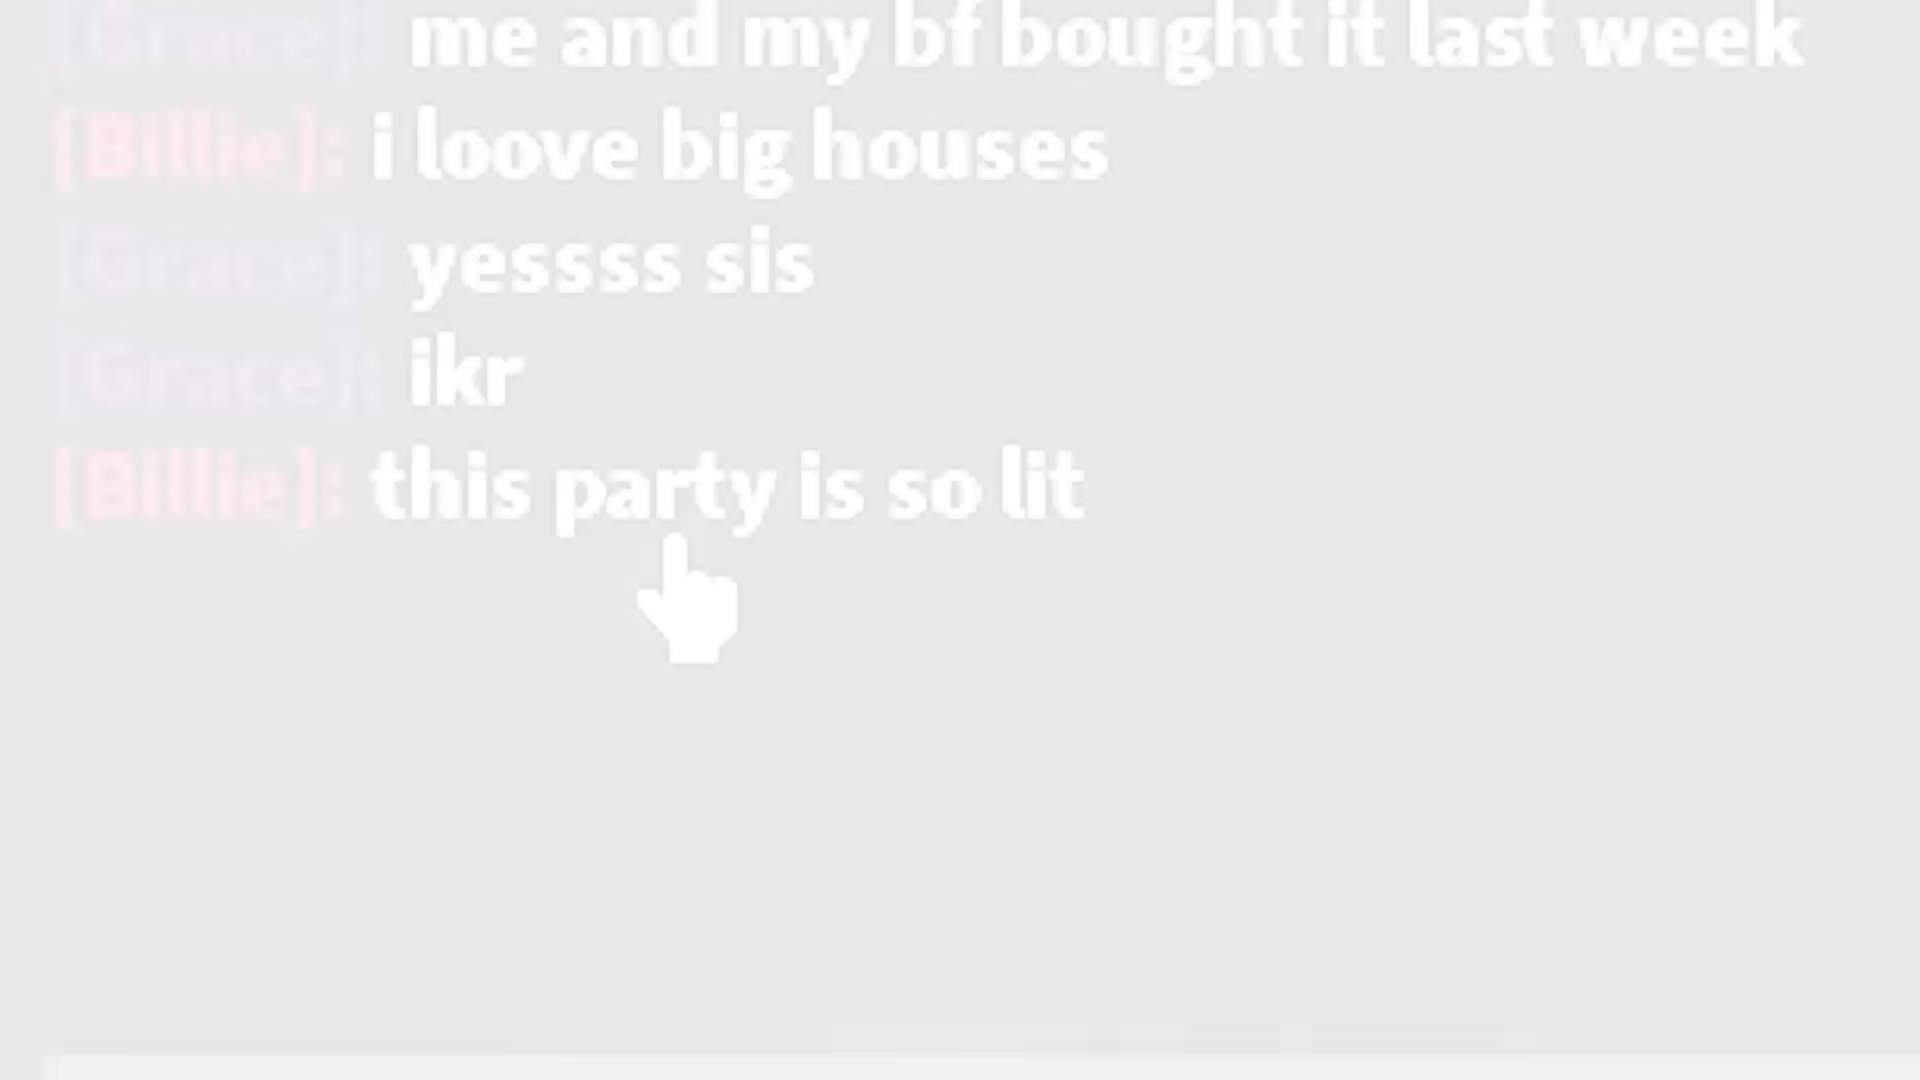 [Grace]: me and my bf bought it last week
[Billie]: i loove big houses
[Grace]: yessss sis
[Grace]: ikr
[Billie]: this party is so lit